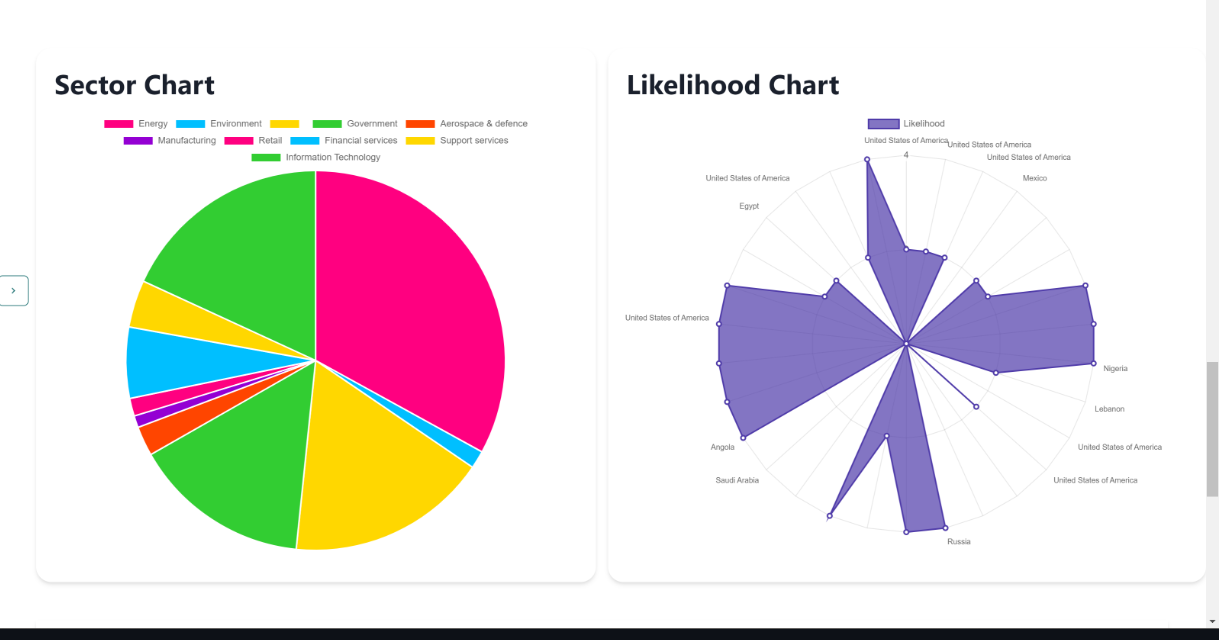 Sector Chart
Energy Environment Government Aerospace & defence
Manufacturing Retail Financial services Support services
Information Technology
Likelihood Chart
Likelihood
United States of America
United States of America
4
United States of America
United States of America
Mexico
Egypt
United States of America
Nigeria
Lebanon
Angola
United States of America
Saudi Arabia
United States of America
Russia